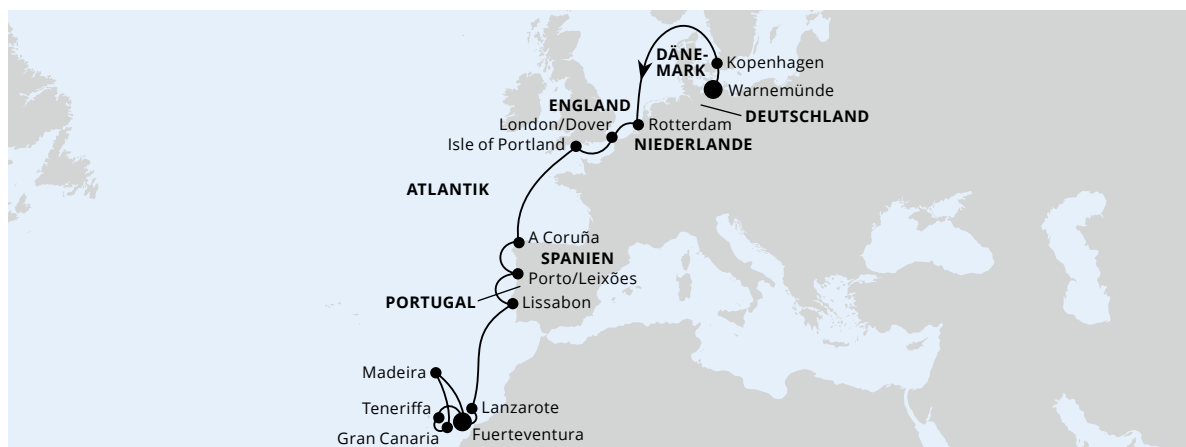 DÄNE-
MARK
Kopenhagen
Warnemünde
ENGLAND
DEUTSCHLAND
London/Dover
Rotterdam
Isle of Portland
NIEDERLANDE
ATLANTIK
A Coruña
SPANIEN
Porto/Leixões
PORTUGAL
Lissabon
Madeira
Teneriffa
Lanzarote
Gran Canaria
Fuerteventura